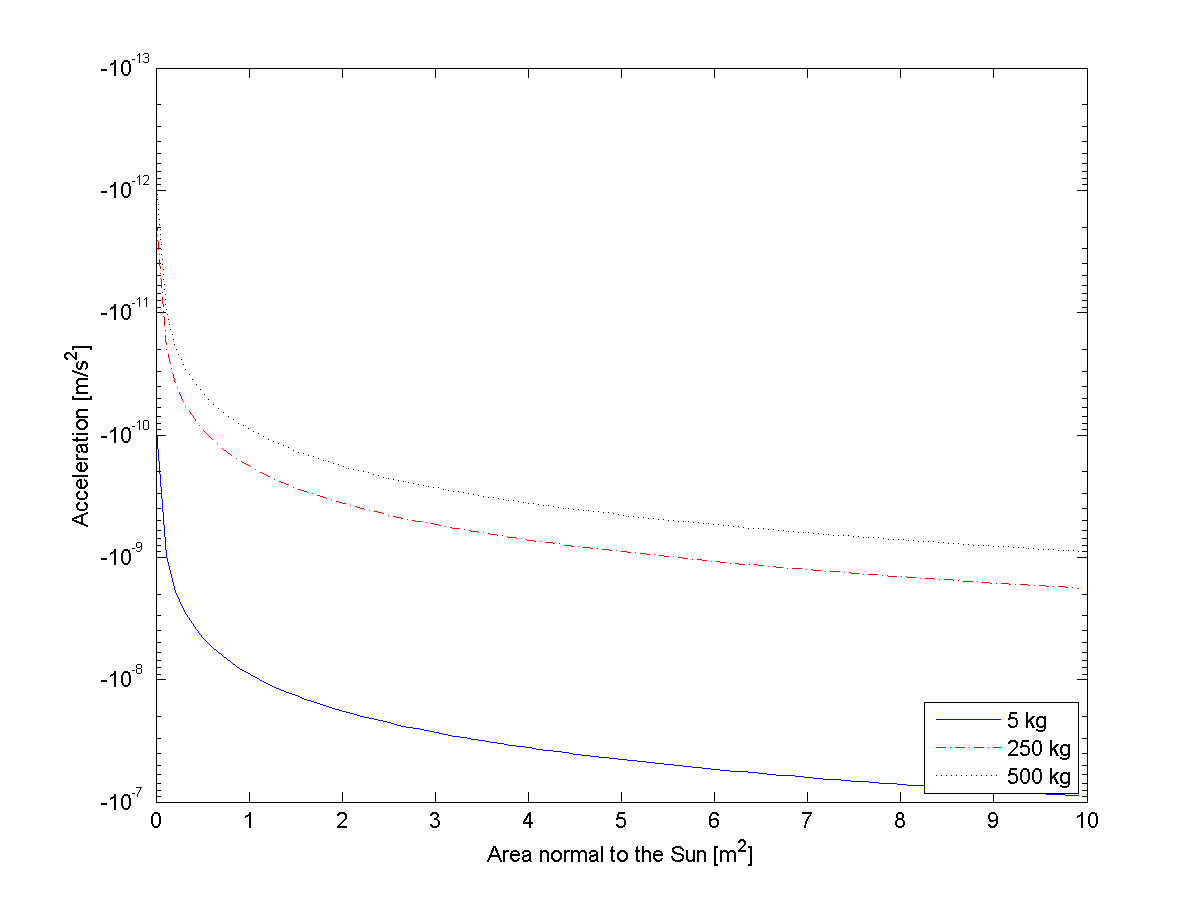 -10^-13
-10^-12
-10^-11
-10^-10
-10^-9
-10^-8
-10^-7
Acceleration [m/s^2]
0 1 2 3 4 5 6 7 8 9 10
Area normal to the Sun [m^2]
5 kg
250 kg
500 kg